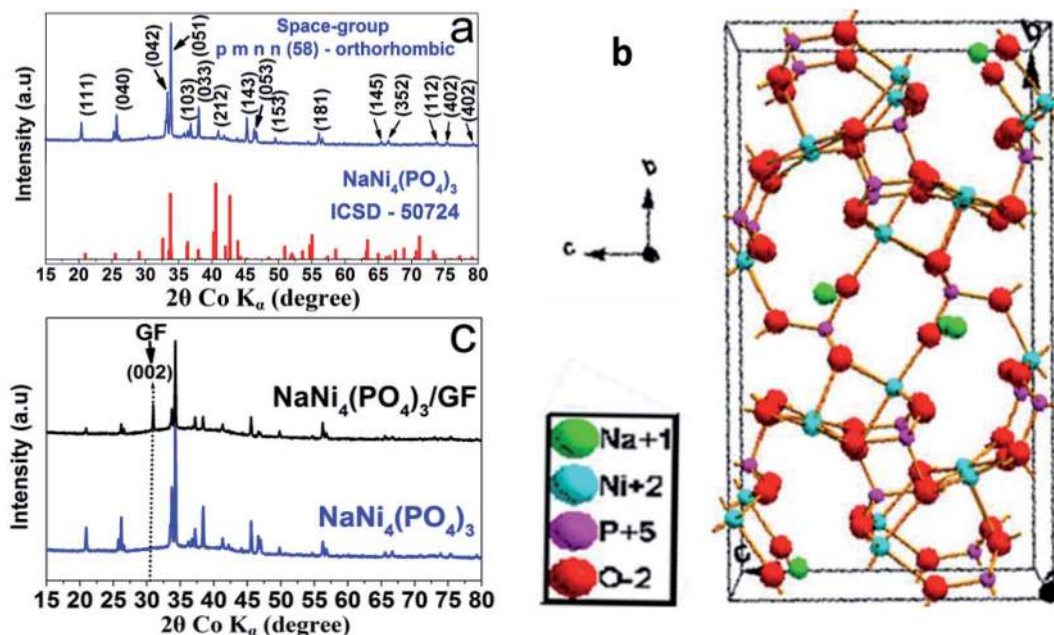 a
Space-group
p m n n (58) - orthorhombic
(111)
(040)
(042)
(051)
(103)
(033)
(212)
(143)
(053)
(153)
(181)
(145)
(352)
(112)
(402)
(402)
NaNi₄(PO₄)₃
ICSD - 50724
Intensity (a.u)
15 20 25 30 35 40 45 50 55 60 65 70 75 80
2θ Co Kα (degree)
b
b
c
b
c
Na+1
Ni+2
P+5
O-2
C
GF
(002)
NaNi₄(PO₄)₃/GF
NaNi₄(PO₄)₃
Intensity (a.u)
15 20 25 30 35 40 45 50 55 60 65 70 75 80
2θ Co Kα (degree)